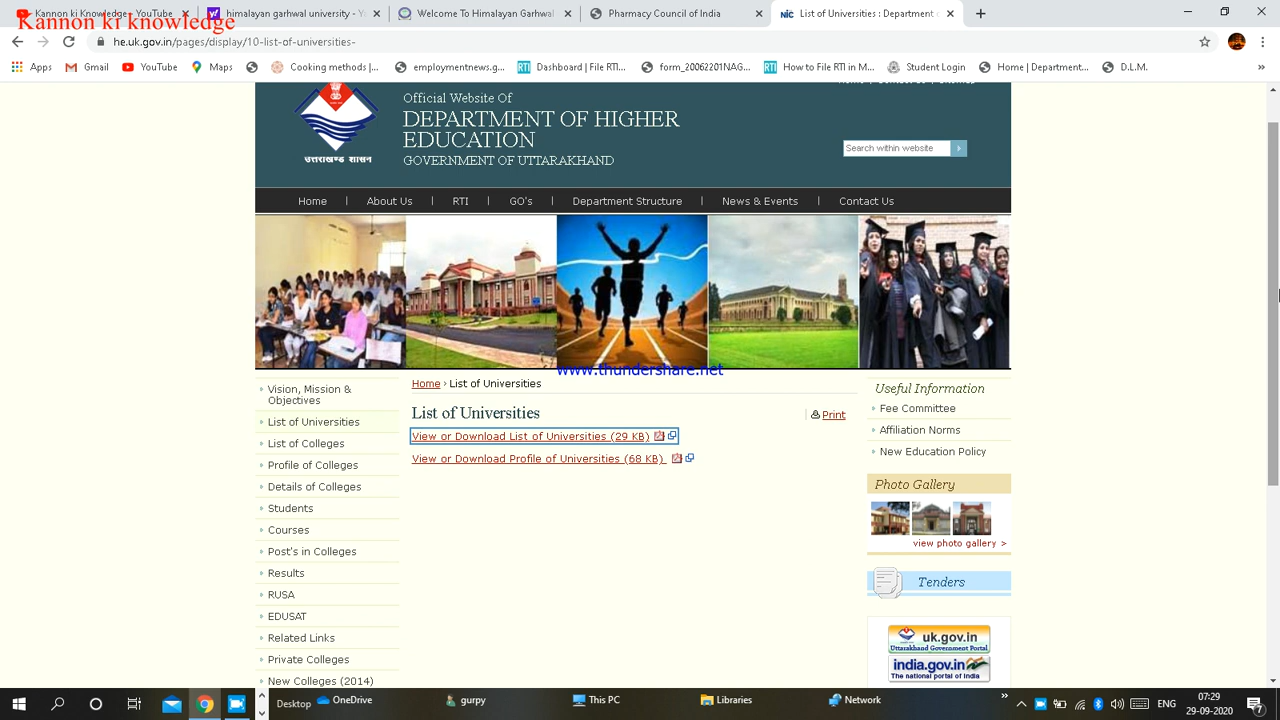 Kannon ki Knowledge - YouTube
himalayan garhwal university - Y
Welcome To Himalayan Garhwal
Pharmacy Council of India
List of Universities : Department
Kannon ki knowledge
he.uk.gov.in/pages/display/10-list-of-universities-
Apps
Gmail
YouTube
Maps
Cooking methods |...
employmentnews.g...
Dashboard | File RTI...
form_20062201NAG...
How to File RTI in M...
Student Login
Home | Department...
D.L.M.
»
Official Website Of
DEPARTMENT OF HIGHER
EDUCATION
GOVERNMENT OF UTTARAKHAND
उत्तराखण्ड शासन
Search within website
Home | About Us | RTI | GO's | Department Structure | News & Events | Contact Us
www.thundershare.net
Home › List of Universities
List of Universities
Print
View or Download List of Universities (29 KB)
View or Download Profile of Universities (68 KB)
Vision, Mission &
Objectives
List of Universities
List of Colleges
Profile of Colleges
Details of Colleges
Students
Courses
Post's in Colleges
Results
RUSA
EDUSAT
Related Links
Private Colleges
New Colleges (2014)
Useful Information
Fee Committee
Affiliation Norms
New Education Policy
Photo Gallery
view photo gallery >
Tenders
uk.gov.in
Uttarakhand Government Portal
india.gov.in
The national portal of India
Desktop
OneDrive
gurpy
This PC
Libraries
Network
»
ENG
07:29
29-09-2020
7